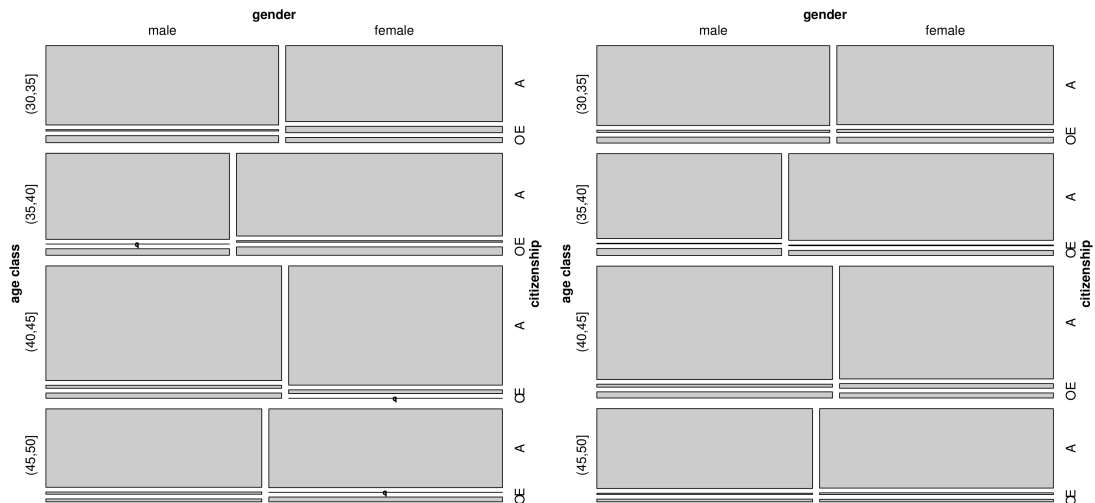 gender
male female
age class
(30,35]
(35,40]
(40,45]
(45,50]
citizenship
A
OE
A
OE
A
OE
A
OE
gender
male female
age class
(30,35]
(35,40]
(40,45]
(45,50]
citizenship
A
OE
A
OE
A
OE
A
OE